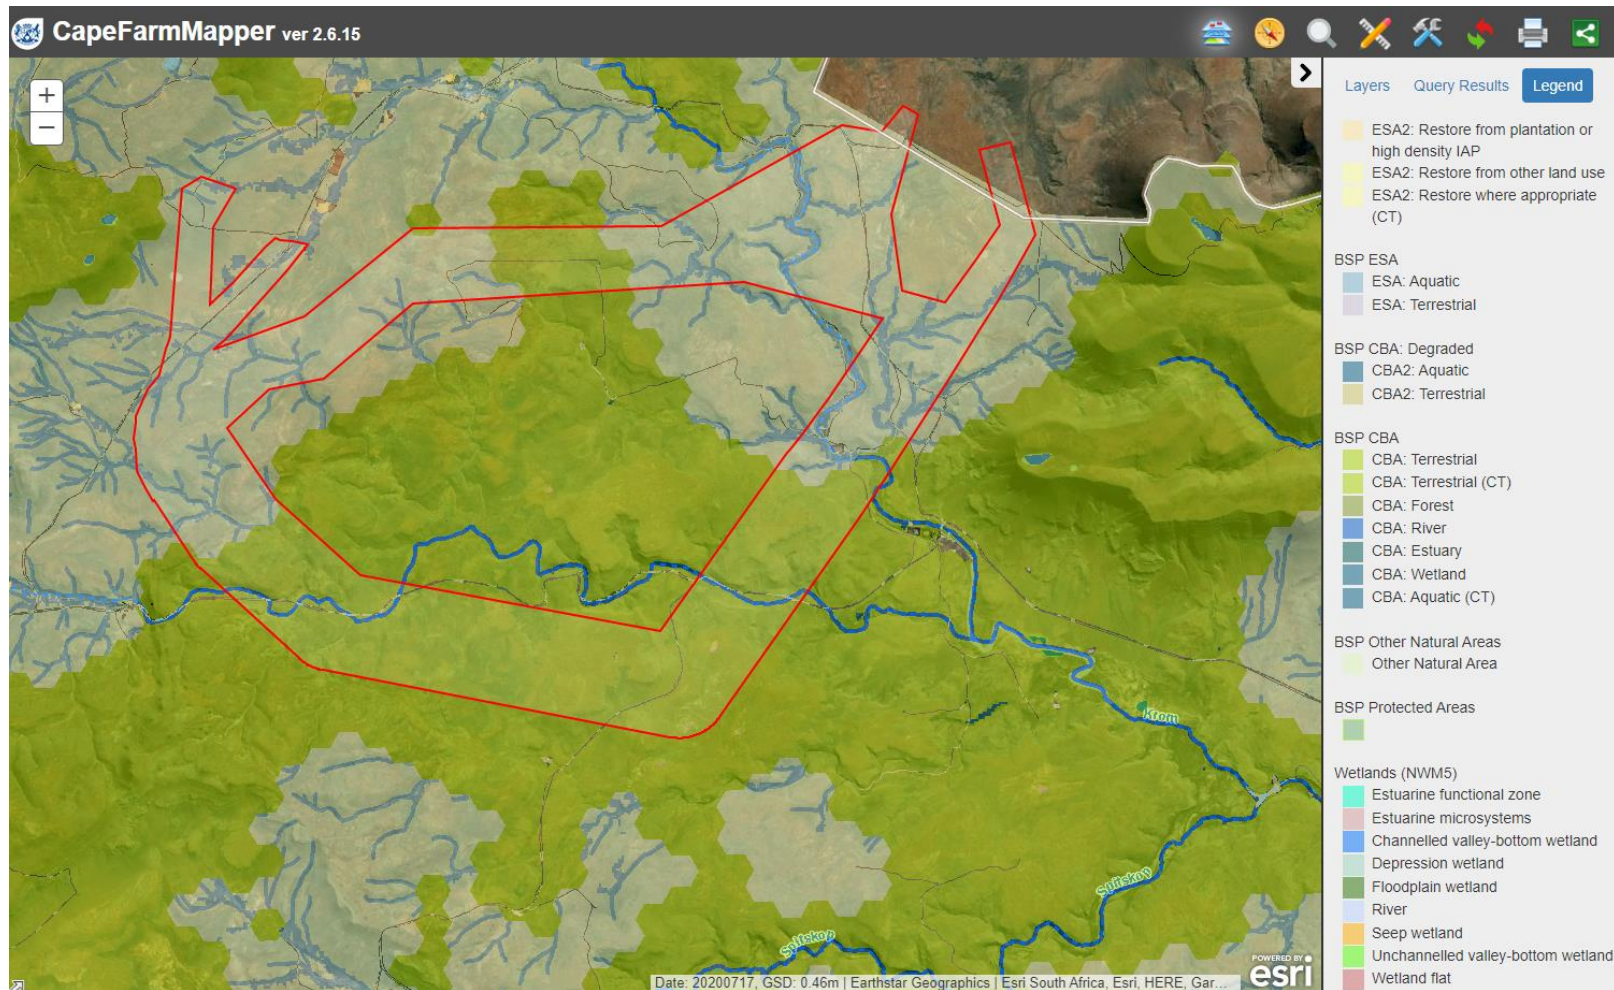 CapeFarmMapper ver 2.6.15
+
−
Layers Query Results Legend
ESA2: Restore from plantation or
high density IAP
ESA2: Restore from other land use
ESA2: Restore where appropriate
(CT)
BSP ESA
ESA: Aquatic
ESA: Terrestrial
BSP CBA: Degraded
CBA2: Aquatic
CBA2: Terrestrial
BSP CBA
CBA: Terrestrial
CBA: Terrestrial (CT)
CBA: Forest
CBA: River
CBA: Estuary
CBA: Wetland
CBA: Aquatic (CT)
BSP Other Natural Areas
Other Natural Area
BSP Protected Areas
Wetlands (NWM5)
Estuarine functional zone
Estuarine microsystems
Channelled valley-bottom wetland
Depression wetland
Floodplain wetland
River
Seep wetland
Unchannelled valley-bottom wetland
Wetland flat
Krom
Spitskop
Spitskop
POWERED BY
esri
Date: 20200717, GSD: 0.46m | Earthstar Geographics | Esri South Africa, Esri, HERE, Gar...